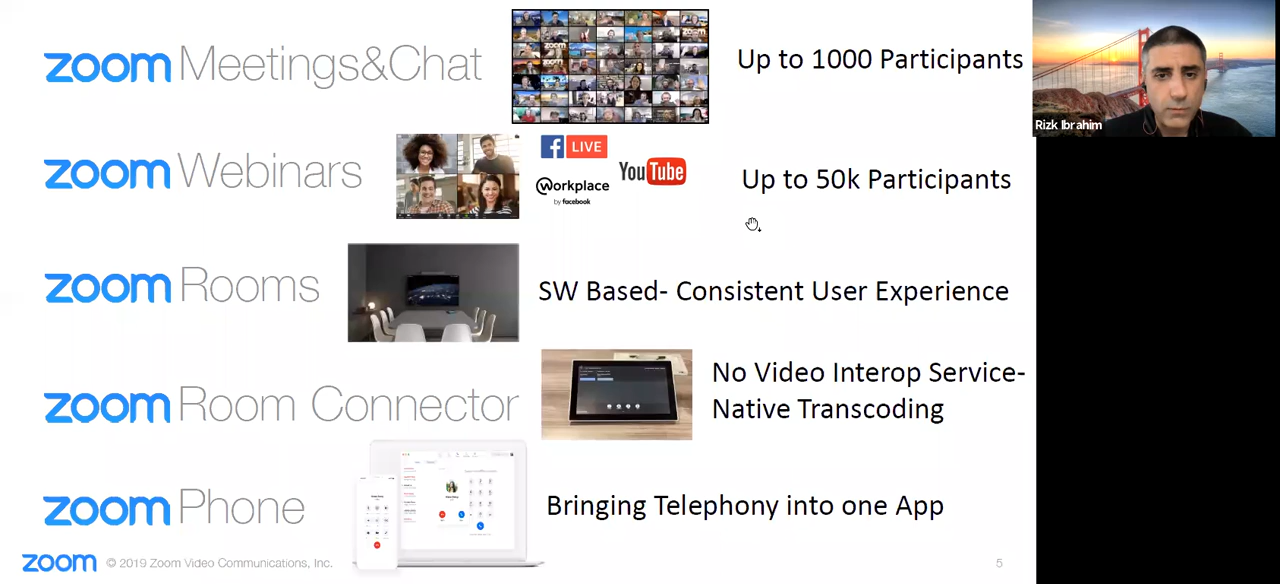 zoom Meetings&Chat
Up to 1000 Participants
Rizk Ibrahim
zoom Webinars
f LIVE
YouTube
Workplace
by facebook
Up to 50k Participants
zoom Rooms
SW Based- Consistent User Experience
zoom Room Connector
No Video Interop Service-
Native Transcoding
zoom Phone
Bringing Telephony into one App
zoom © 2019 Zoom Video Communications, Inc.
5